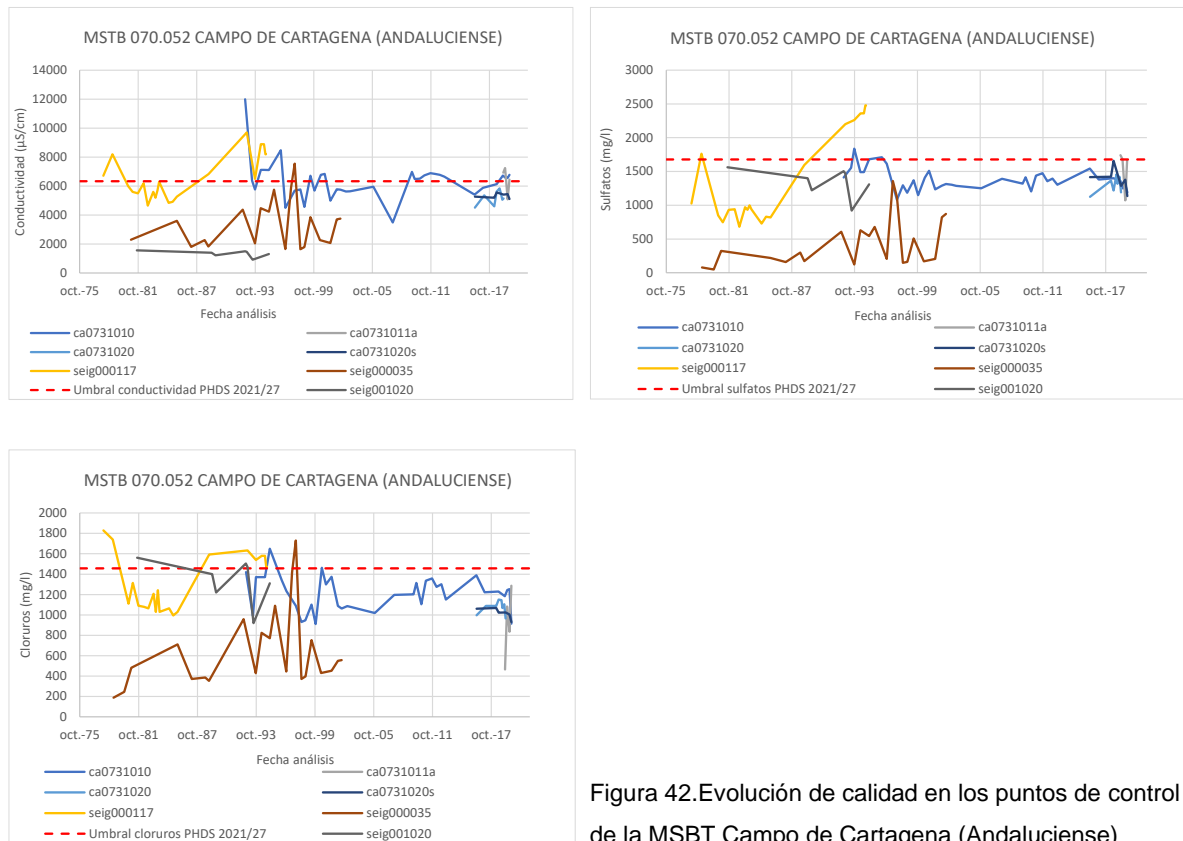 MSTB 070.052 CAMPO DE CARTAGENA (ANDALUCIENSE)
14000
12000
10000
8000
6000
4000
2000
0
Conductividad (µS/cm)
oct.-75 oct.-81 oct.-87 oct.-93 oct.-99 oct.-05 oct.-11 oct.-17
Fecha análisis
ca0731010 ca0731011a
ca0731020 ca0731020s
seig000117 seig000035
Umbral conductividad PHDS 2021/27 seig001020
MSTB 070.052 CAMPO DE CARTAGENA (ANDALUCIENSE)
3000
2500
2000
1500
1000
500
0
Sulfatos (mg/l)
oct.-75 oct.-81 oct.-87 oct.-93 oct.-99 oct.-05 oct.-11 oct.-17
Fecha análisis
ca0731010 ca0731011a
ca0731020 ca0731020s
seig000117 seig000035
Umbral sulfatos PHDS 2021/27 seig001020
MSTB 070.052 CAMPO DE CARTAGENA (ANDALUCIENSE)
2000
1800
1600
1400
1200
1000
800
600
400
200
0
Cloruros (mg/l)
oct.-75 oct.-81 oct.-87 oct.-93 oct.-99 oct.-05 oct.-11 oct.-17
Fecha análisis
ca0731010 ca0731011a
ca0731020 ca0731020s
seig000117 seig000035
Umbral cloruros PHDS 2021/27 seig001020
Figura 42.Evolución de calidad en los puntos de control
de la MSBT Campo de Cartagena (Andaluciense)